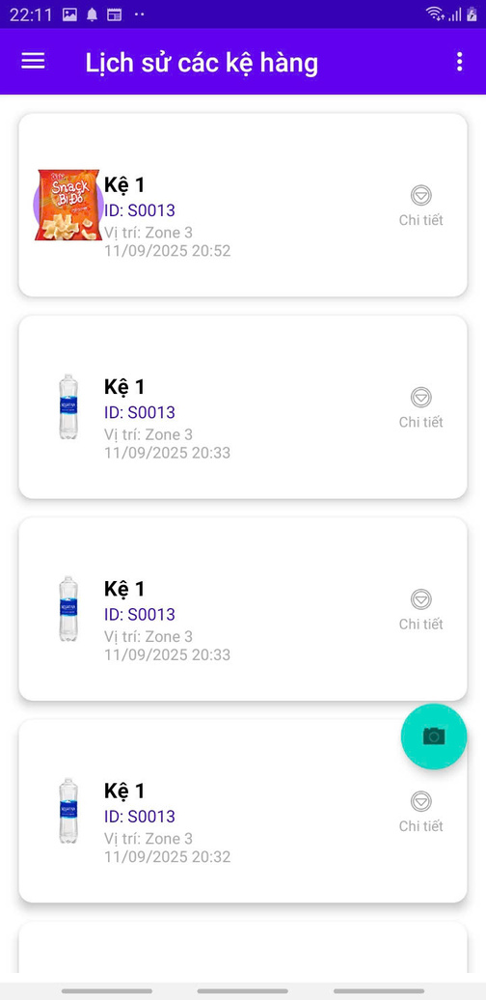 22:11
Lịch sử các kệ hàng
Snack
Bí Đỏ
Kệ 1
ID: S0013
Vị trí: Zone 3
11/09/2025 20:52
Chi tiết
Kệ 1
ID: S0013
Vị trí: Zone 3
11/09/2025 20:33
Chi tiết
Kệ 1
ID: S0013
Vị trí: Zone 3
11/09/2025 20:33
Chi tiết
Kệ 1
ID: S0013
Vị trí: Zone 3
11/09/2025 20:32
Chi tiết